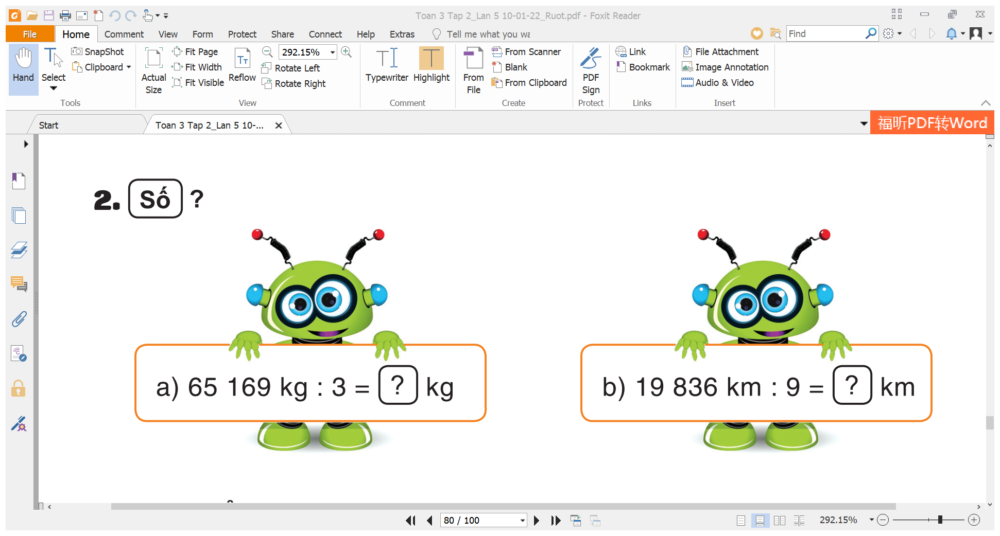 Toan 3 Tap 2_Lan 5 10-01-22_Ruot.pdf - Foxit Reader
File Home Comment View Form Protect Share Connect Help Extras Tell me what you wa Find
Hand
Select
SnapShot
Clipboard
Tools
Actual Size
Fit Page
Fit Width
Fit Visible
Reflow
292.15%
Rotate Left
Rotate Right
View
Typewriter
Highlight
Comment
From File
From Scanner
Blank
From Clipboard
Create
PDF Sign
Protect
Link
Bookmark
Links
File Attachment
Image Annotation
Audio & Video
Insert
Start
Toan 3 Tap 2_Lan 5 10-...
福昕PDF转Word
2. Số ?
a) 65 169 kg : 3 = ? kg
b) 19 836 km : 9 = ? km
80 / 100
292.15%